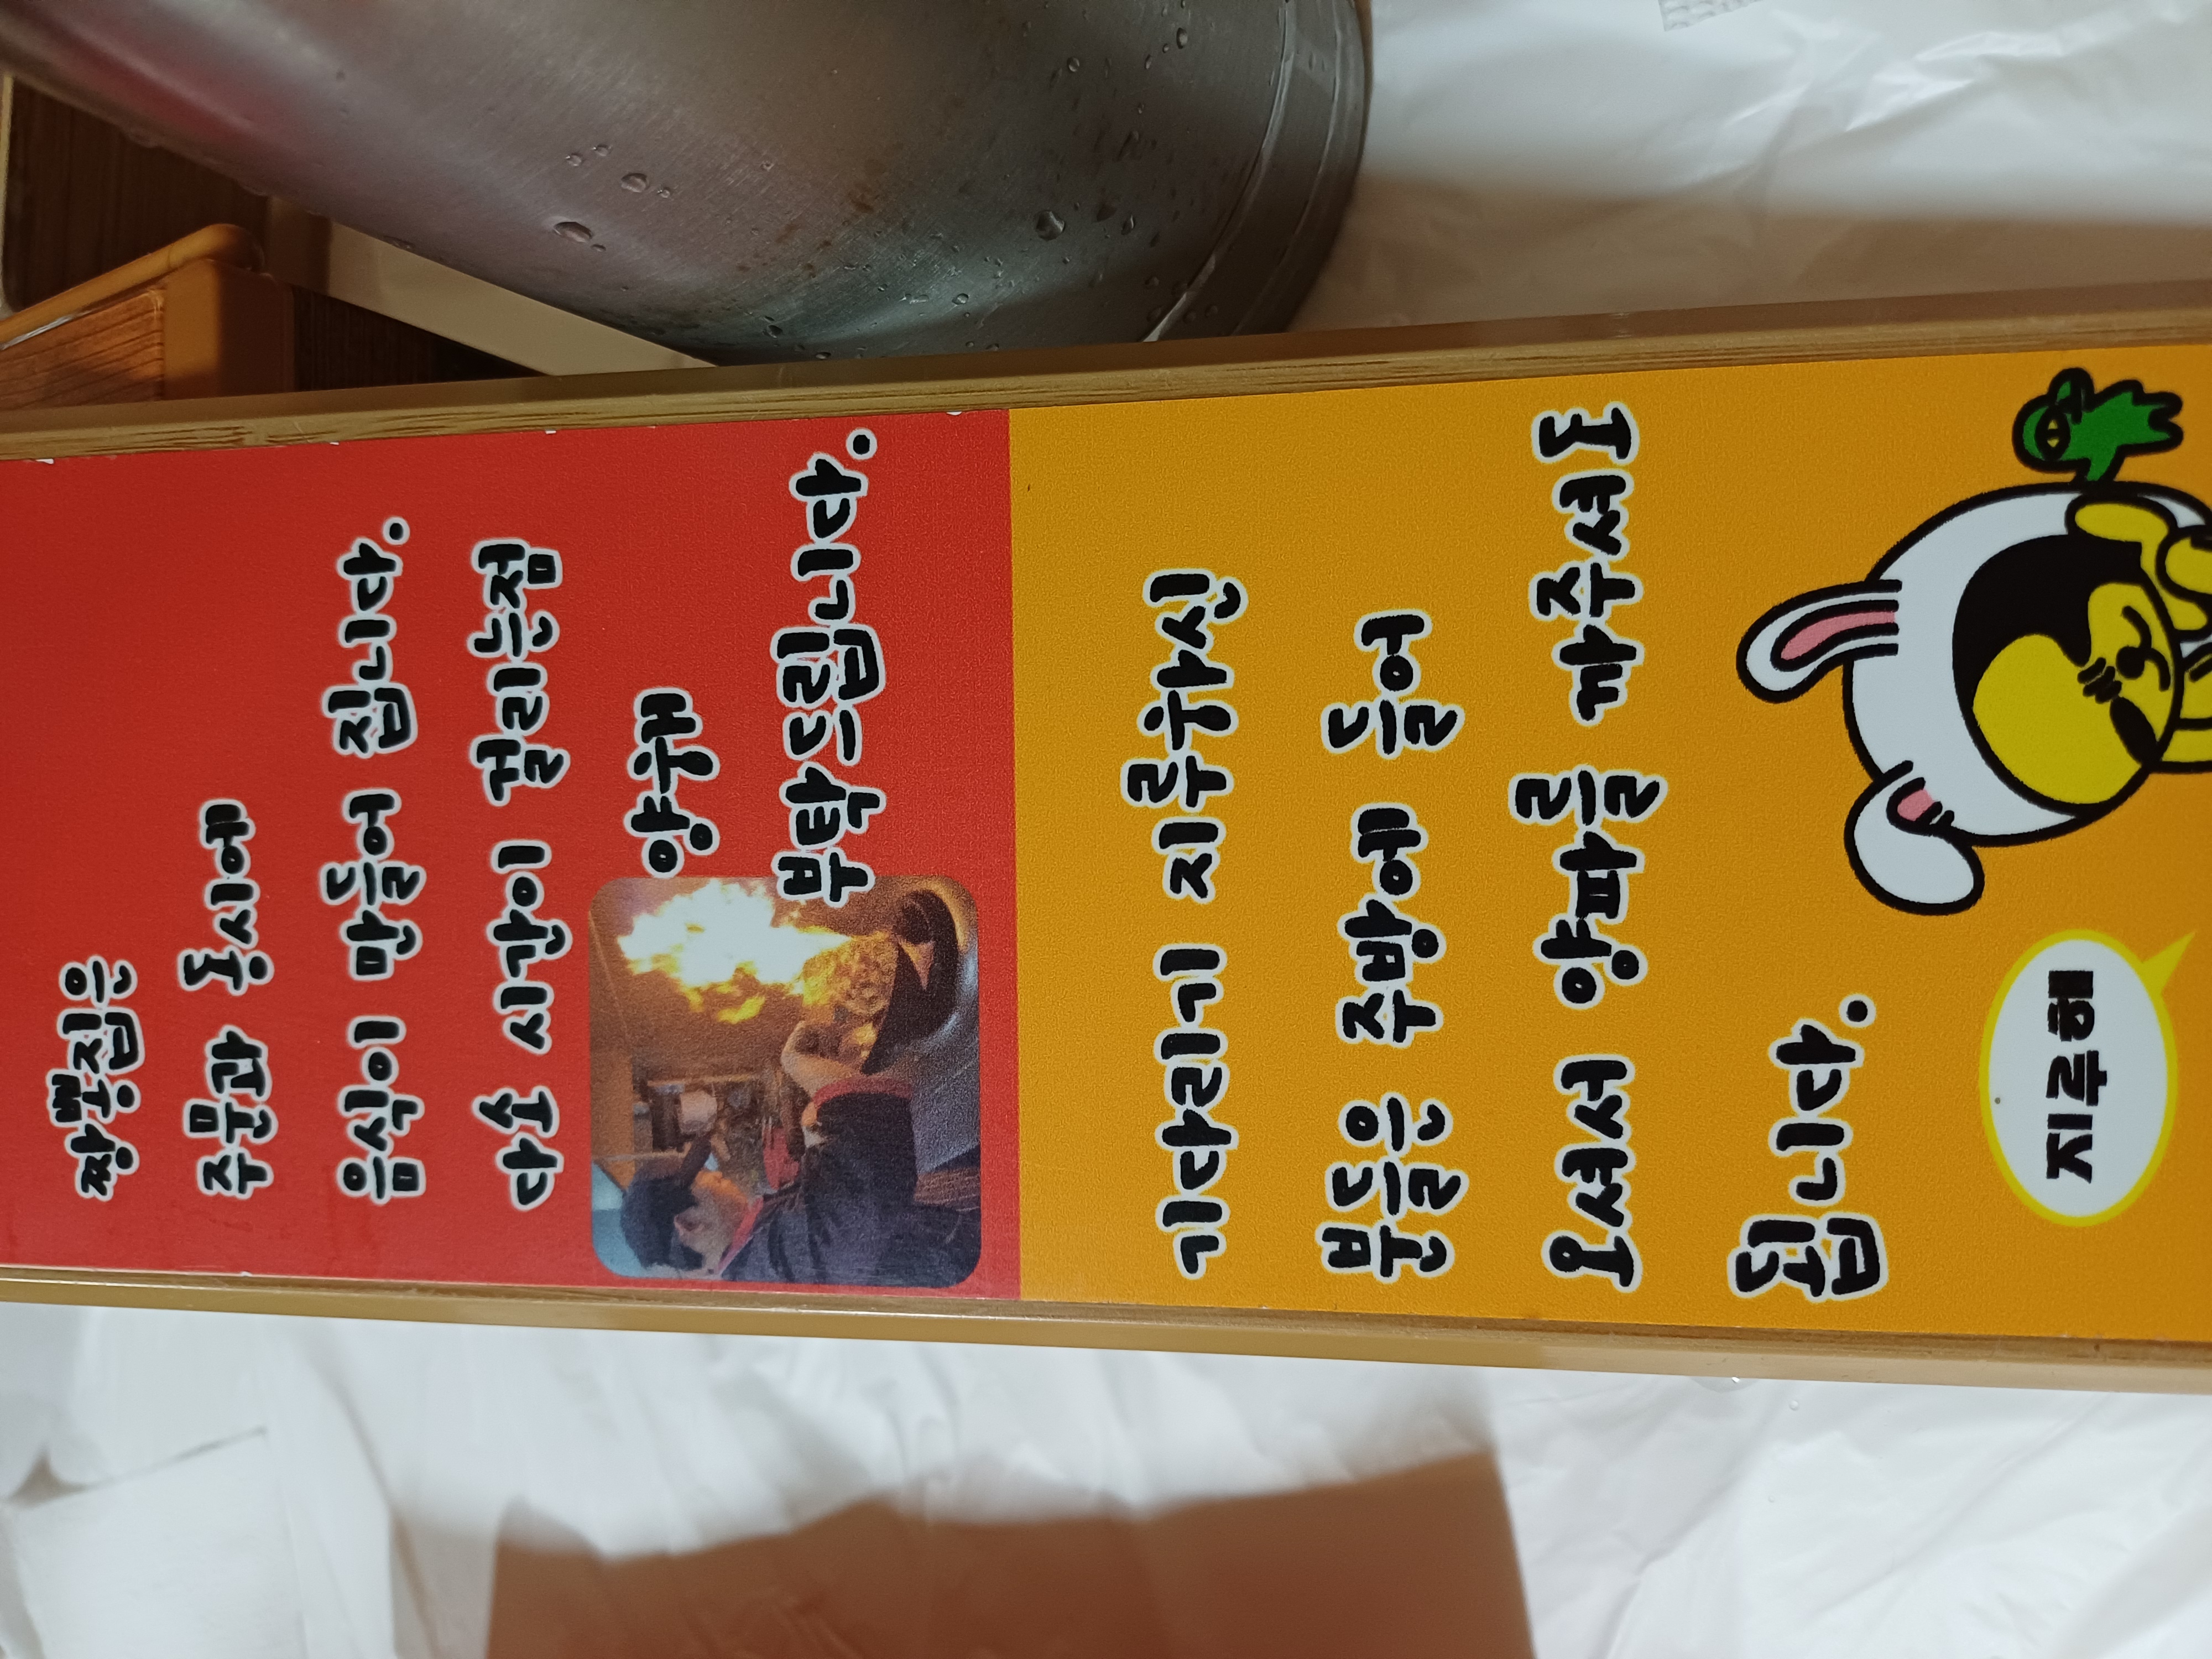 짱뽄집은
주문과 동시에
음식이 만들어 집니다.
다소 시간이 걸리는점
양해
부탁드립니다.
기다리기 지루하신
분들은 주방에 들어
오셔서 양파를 까주셔도
됩니다.
지루해